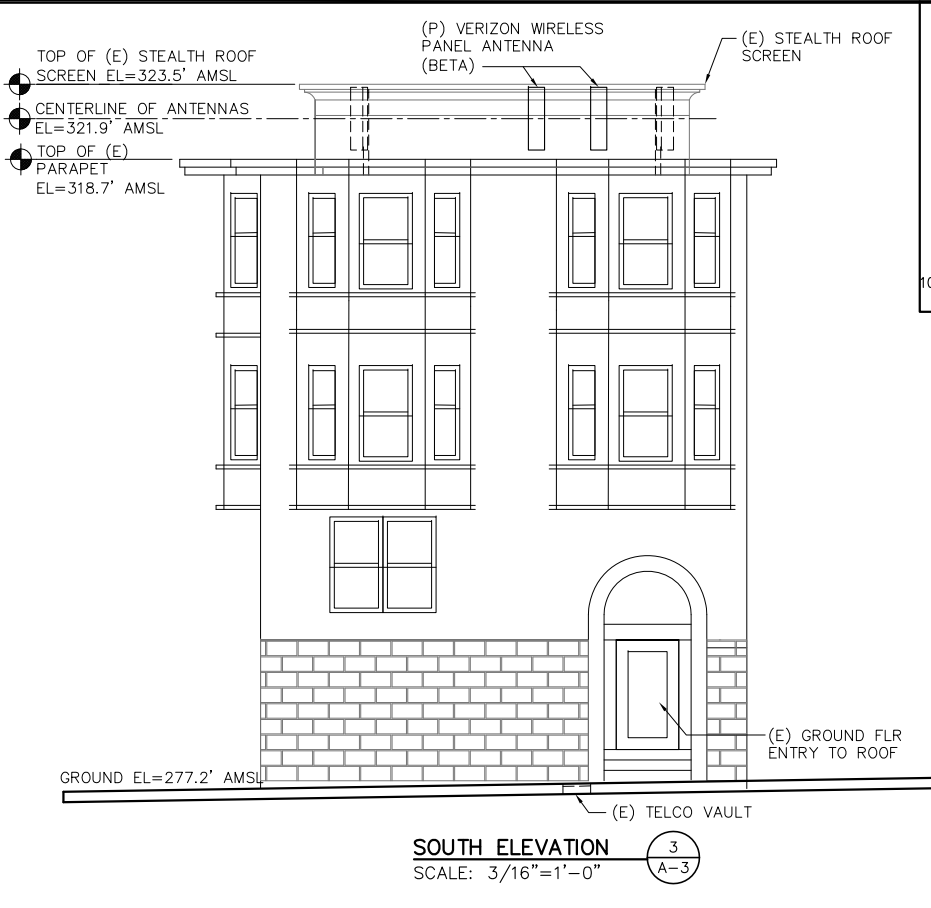 (P) VERIZON WIRELESS
PANEL ANTENNA
(BETA)
(E) STEALTH ROOF
SCREEN
TOP OF (E) STEALTH ROOF
SCREEN EL=323.5' AMSL
CENTERLINE OF ANTENNAS
EL=321.9' AMSL
TOP OF (E)
PARAPET
EL=318.7' AMSL
10
(E) GROUND FLR
ENTRY TO ROOF
GROUND EL=277.2' AMSL
(E) TELCO VAULT
SOUTH ELEVATION
SCALE: 3/16"=1'-0"
3
A-3